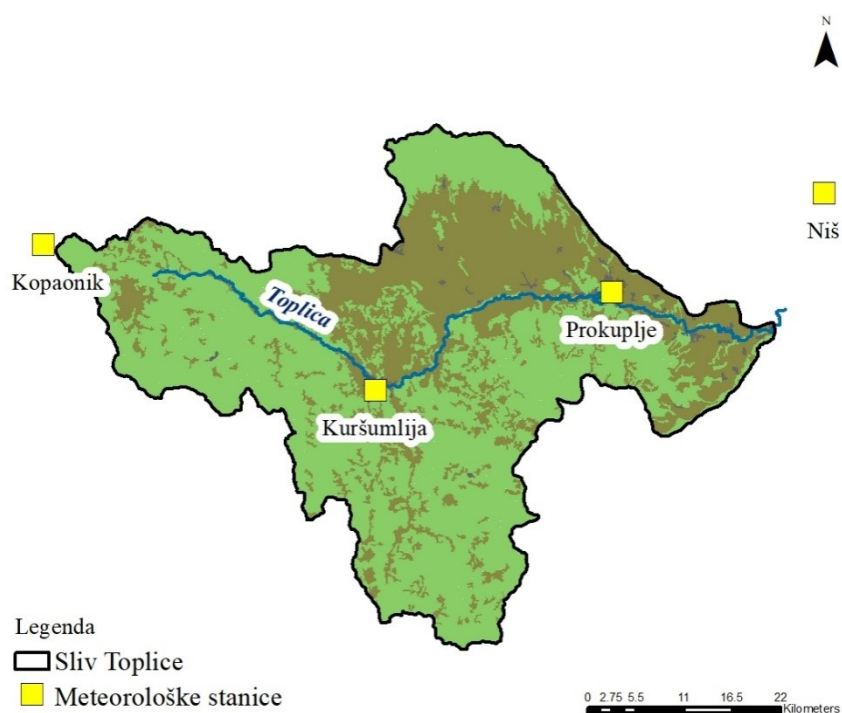 N
Niš
Kopaonik
Toplica
Prokuplje
Kuršumlija
Legenda
Sliv Toplice
Meteorološke stanice
0 2.75 5.5 11 16.5 22
Kilometers